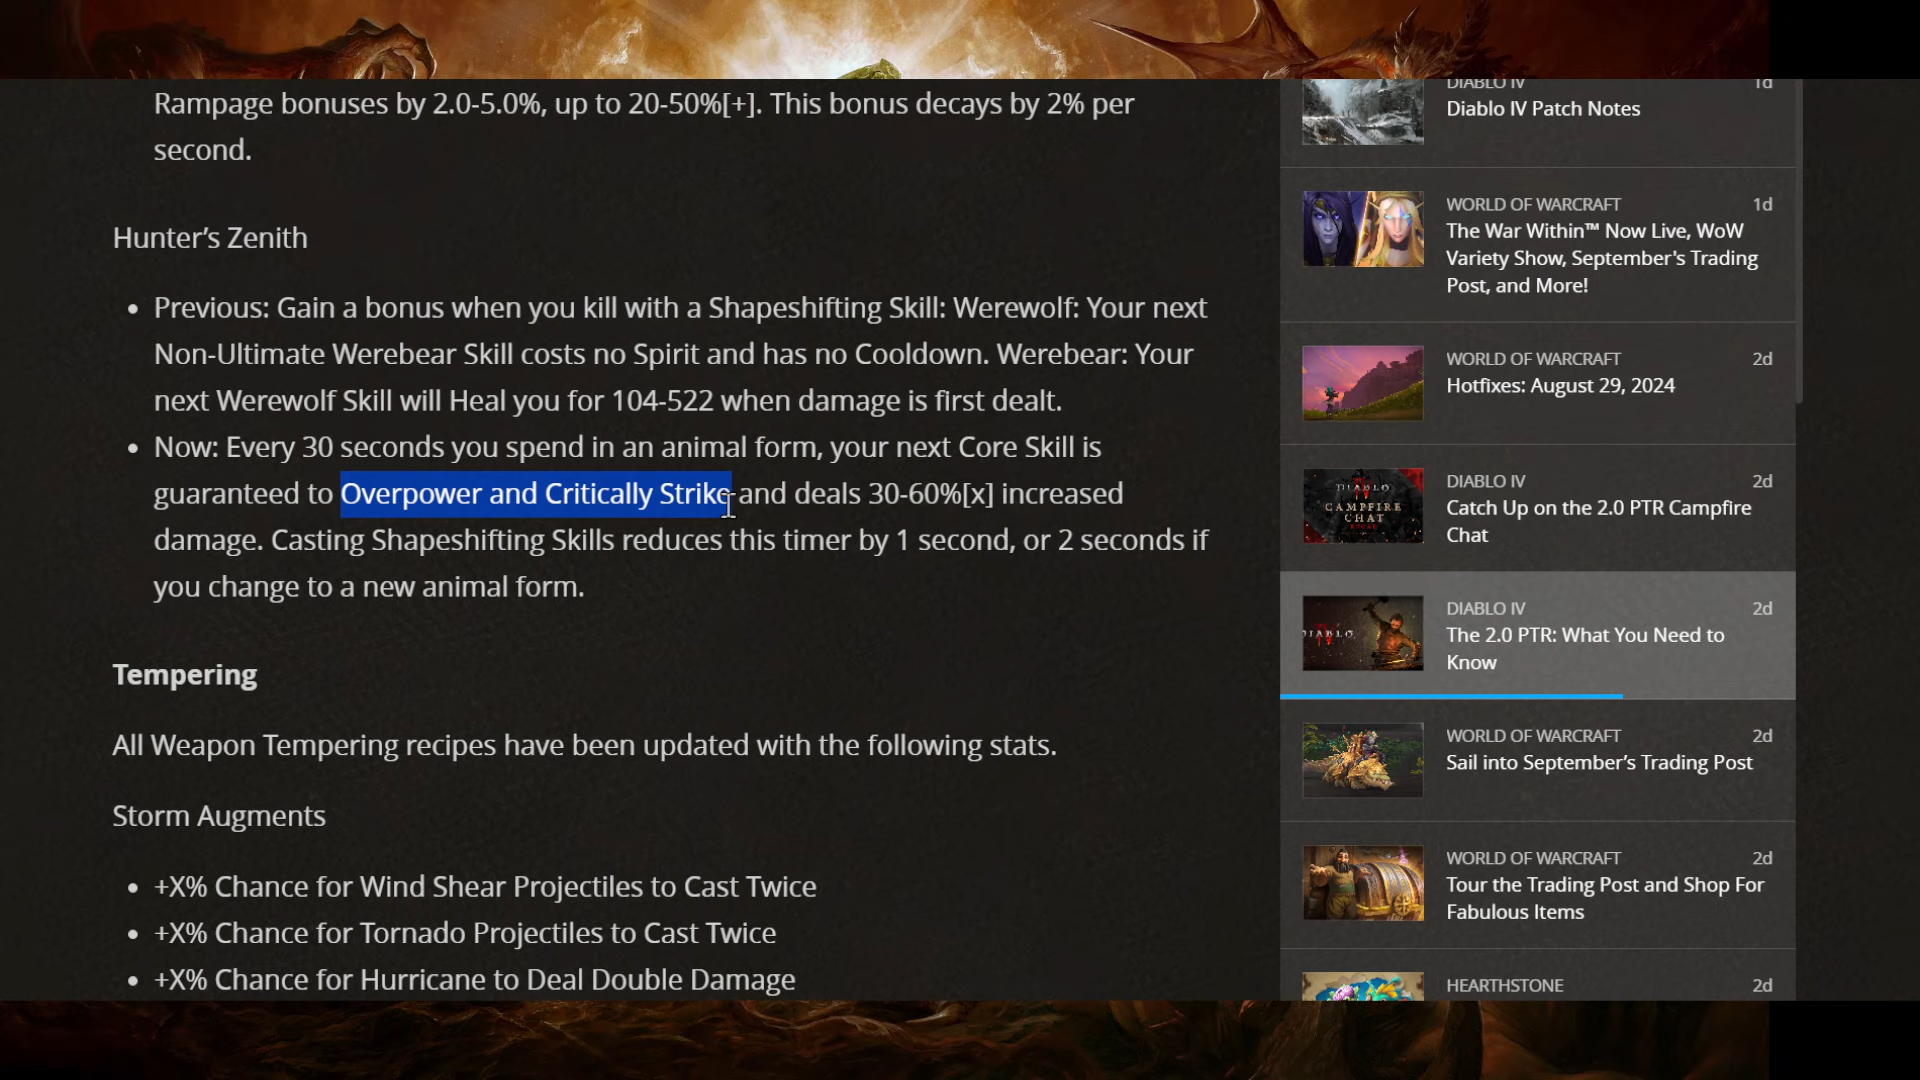 Rampage bonuses by 2.0-5.0%, up to 20-50%[+]. This bonus decays by 2% per
second.
Hunter’s Zenith
• Previous: Gain a bonus when you kill with a Shapeshifting Skill: Werewolf: Your next
Non-Ultimate Werebear Skill costs no Spirit and has no Cooldown. Werebear: Your
next Werewolf Skill will Heal you for 104-522 when damage is first dealt.
• Now: Every 30 seconds you spend in an animal form, your next Core Skill is
guaranteed to Overpower and Critically Strike and deals 30-60%[x] increased
damage. Casting Shapeshifting Skills reduces this timer by 1 second, or 2 seconds if
you change to a new animal form.
Tempering
All Weapon Tempering recipes have been updated with the following stats.
Storm Augments
• +X% Chance for Wind Shear Projectiles to Cast Twice
• +X% Chance for Tornado Projectiles to Cast Twice
• +X% Chance for Hurricane to Deal Double Damage
DIABLO IV 1d
Diablo IV Patch Notes
WORLD OF WARCRAFT 1d
The War Within™ Now Live, WoW
Variety Show, September's Trading
Post, and More!
WORLD OF WARCRAFT 2d
Hotfixes: August 29, 2024
DIABLO IV 2d
Catch Up on the 2.0 PTR Campfire
Chat
DIABLO
CAMPFIRE
CHAT
DIABLO IV 2d
The 2.0 PTR: What You Need to
Know
DIABLO
WORLD OF WARCRAFT 2d
Sail into September’s Trading Post
WORLD OF WARCRAFT 2d
Tour the Trading Post and Shop For
Fabulous Items
HEARTHSTONE 2d